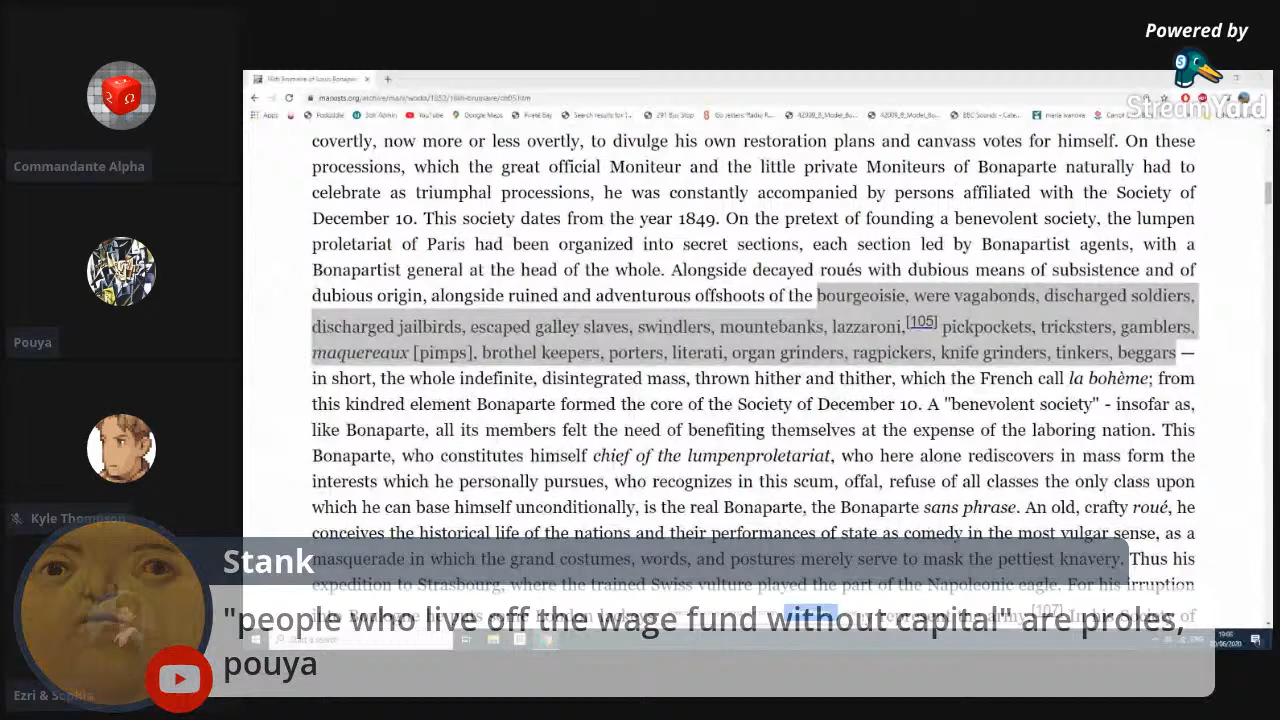 Powered by
StreamYard
Commandante Alpha
Pouya
Kyle Thompson
Ezri & Sophia
covertly, now more or less overtly, to divulge his own restoration plans and canvass votes for himself. On these
processions, which the great official Moniteur and the little private Moniteurs of Bonaparte naturally had to
celebrate as triumphal processions, he was constantly accompanied by persons affiliated with the Society of
December 10. This society dates from the year 1849. On the pretext of founding a benevolent society, the lumpen
proletariat of Paris had been organized into secret sections, each section led by Bonapartist agents, with a
Bonapartist general at the head of the whole. Alongside decayed roués with dubious means of subsistence and of
dubious origin, alongside ruined and adventurous offshoots of the bourgeoisie, were vagabonds, discharged soldiers,
discharged jailbirds, escaped galley slaves, swindlers, mountebanks, lazzaroni,[105] pickpockets, tricksters, gamblers,
maquereaux [pimps], brothel keepers, porters, literati, organ grinders, ragpickers, knife grinders, tinkers, beggars —
in short, the whole indefinite, disintegrated mass, thrown hither and thither, which the French call la bohème; from
this kindred element Bonaparte formed the core of the Society of December 10. A "benevolent society" - insofar as,
like Bonaparte, all its members felt the need of benefiting themselves at the expense of the laboring nation. This
Bonaparte, who constitutes himself chief of the lumpenproletariat, who here alone rediscovers in mass form the
interests which he personally pursues, who recognizes in this scum, offal, refuse of all classes the only class upon
which he can base himself unconditionally, is the real Bonaparte, the Bonaparte sans phrase. An old, crafty roué, he
conceives the historical life of the nations and their performances of state as comedy in the most vulgar sense, as a
masquerade in which the grand costumes, words, and postures merely serve to mask the pettiest knavery. Thus his
expedition to Strasbourg, where the trained Swiss vulture played the part of the Napoleonic eagle. For his irruption
[107]
Stank
"people who live off the wage fund without capital" are proles,
pouya